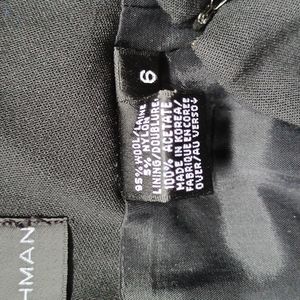 6
95% WOOL/LAINE
5% NYLON
LINING/DOUBLURE:
100% ACETATE
MADE IN KOREA/
FABRIQUE EN COREE
OVER/AU VERSO↓
HMAN